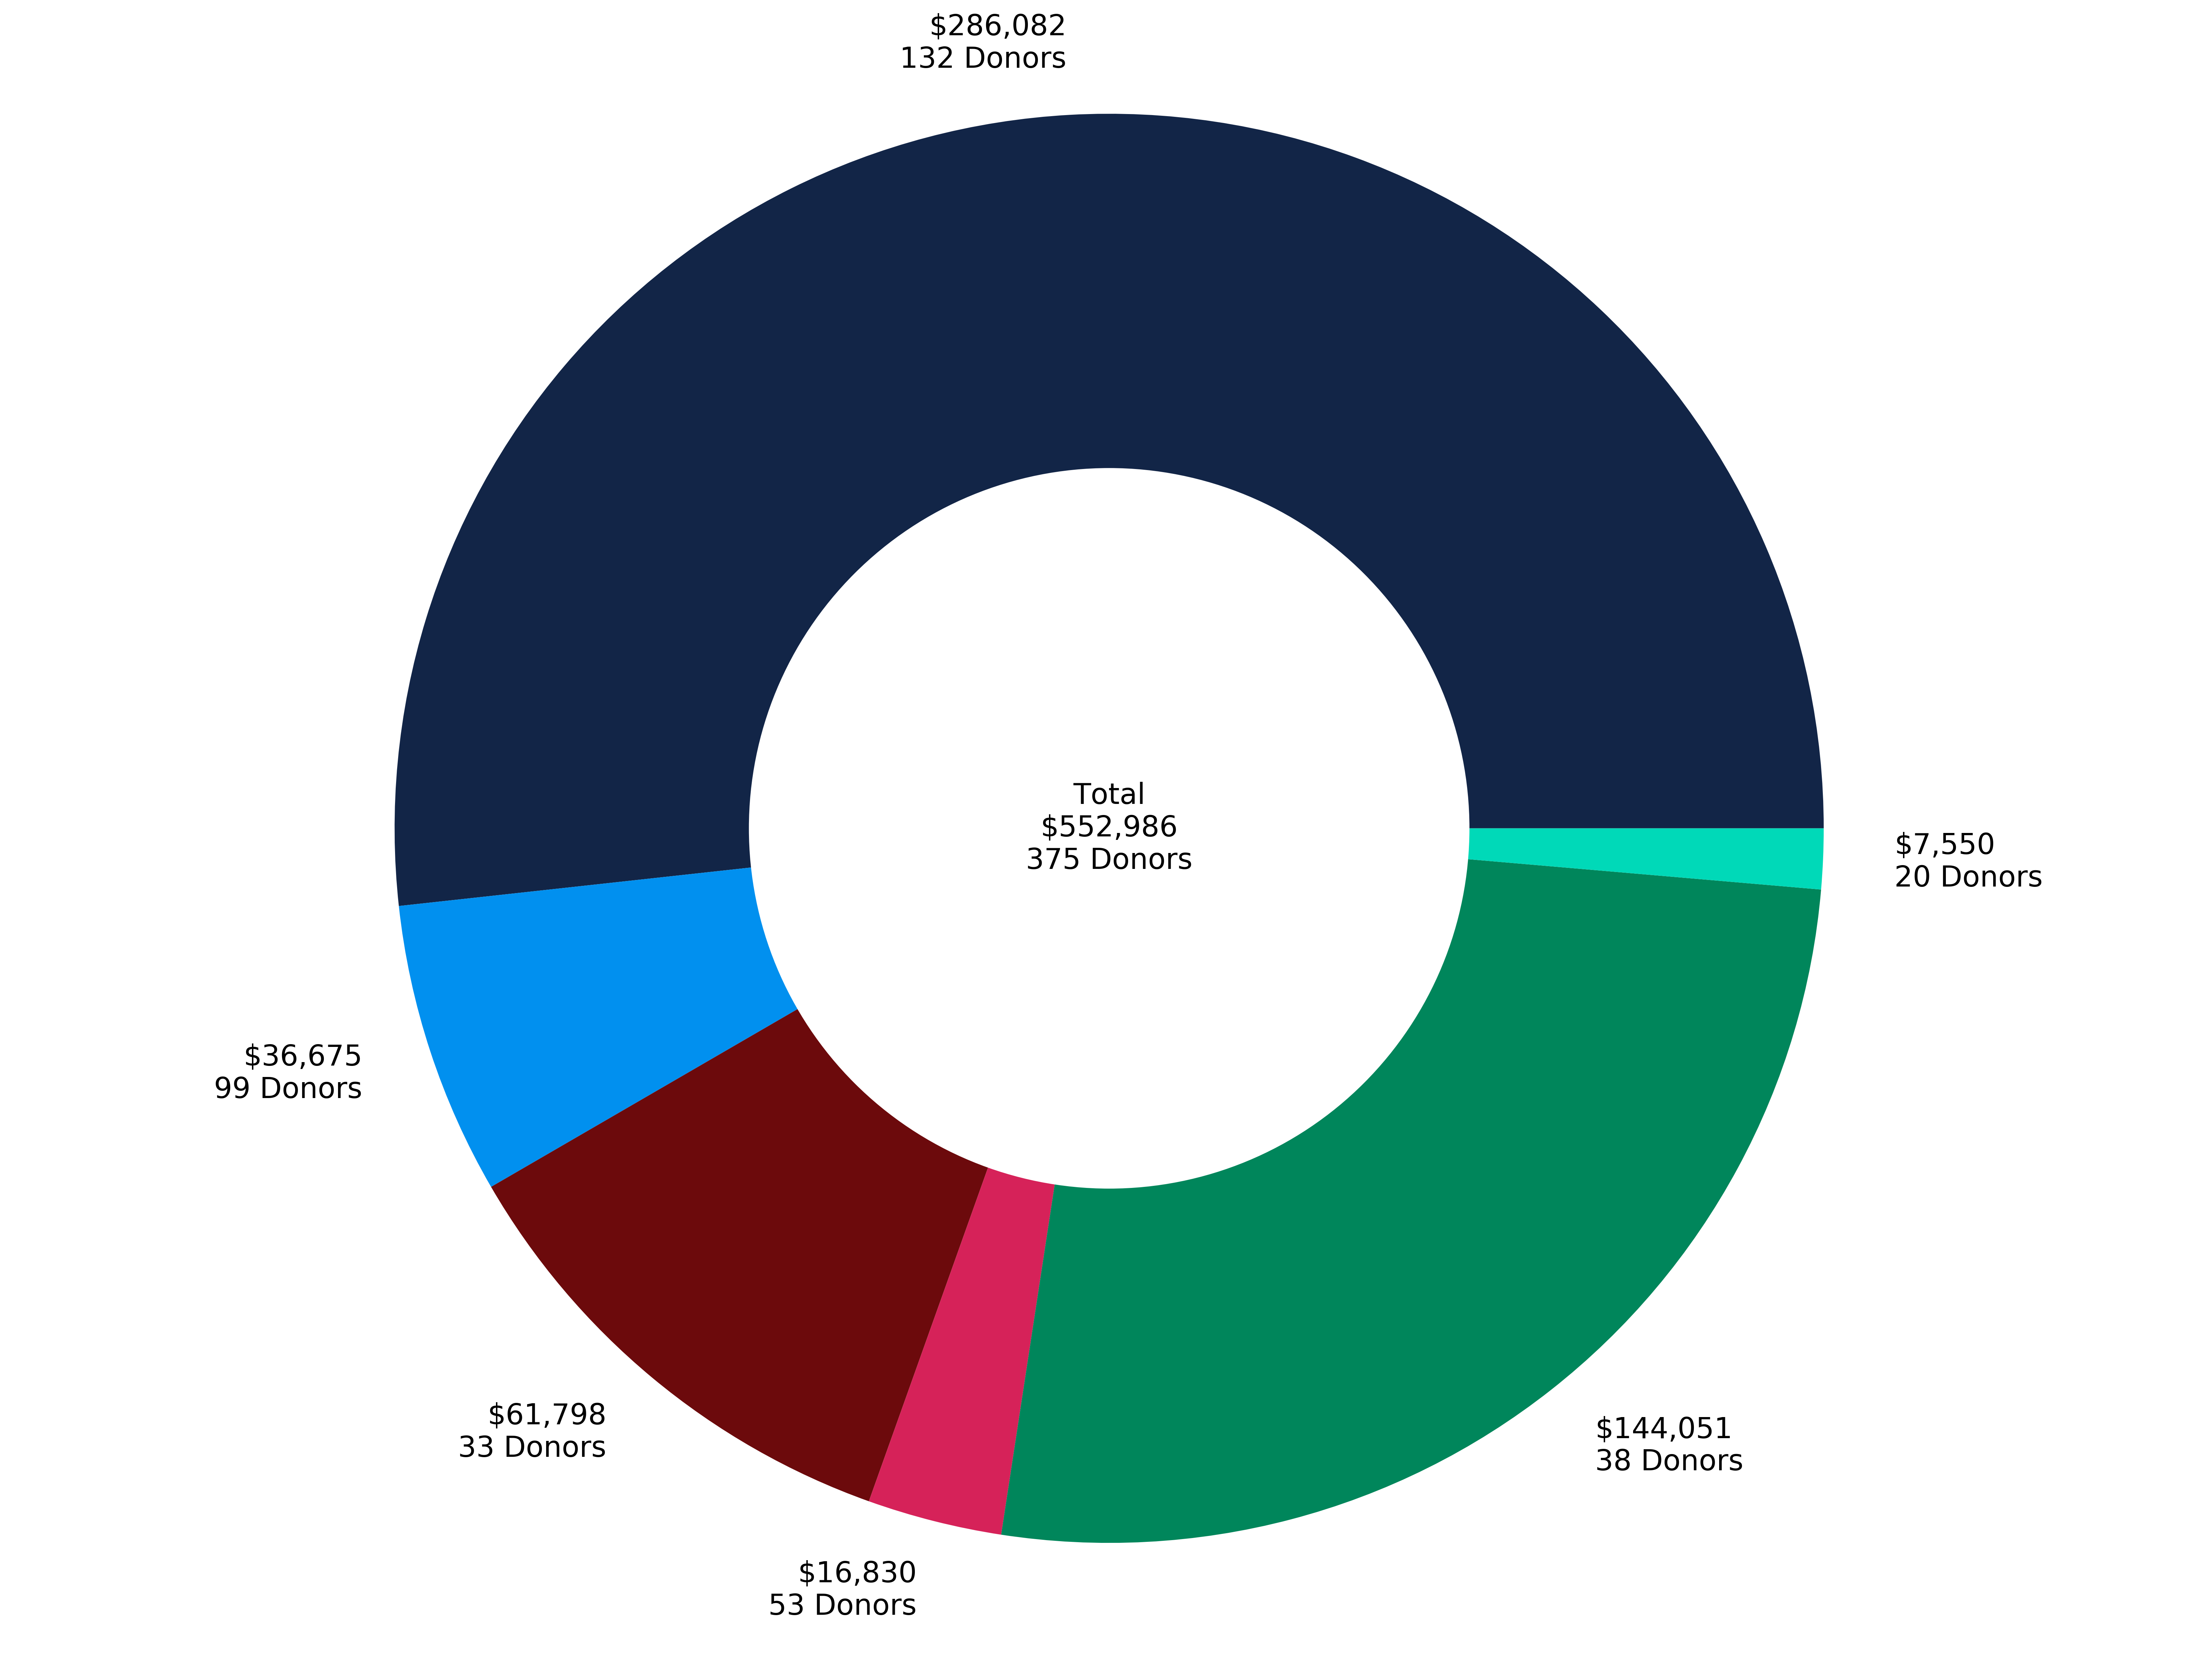 $286,082
132 Donors
Total
$552,986
375 Donors
$7,550
20 Donors
$36,675
99 Donors
$61,798
33 Donors
$144,051
38 Donors
$16,830
53 Donors